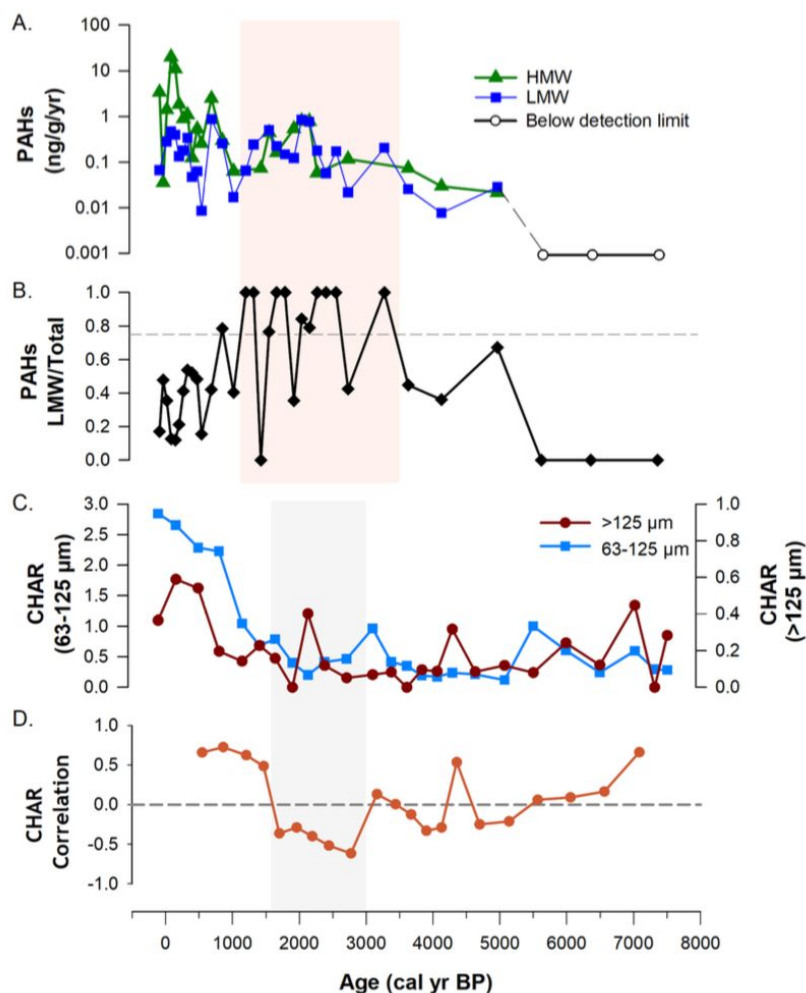 A.
100
10
1
0.1
0.01
0.001
PAHs
(ng/g/yr)
HMW
LMW
Below detection limit
B.
1.0
0.8
0.6
0.4
0.2
0.0
PAHs
LMW/Total
C.
3.0
2.5
2.0
1.5
1.0
0.5
0.0
CHAR
(63-125 µm)
>125 µm
63-125 µm
1.0
0.8
0.6
0.4
0.2
0.0
CHAR
(>125 µm)
D.
1.0
0.5
0.0
-0.5
-1.0
CHAR
Correlation
0 1000 2000 3000 4000 5000 6000 7000 8000
Age (cal yr BP)